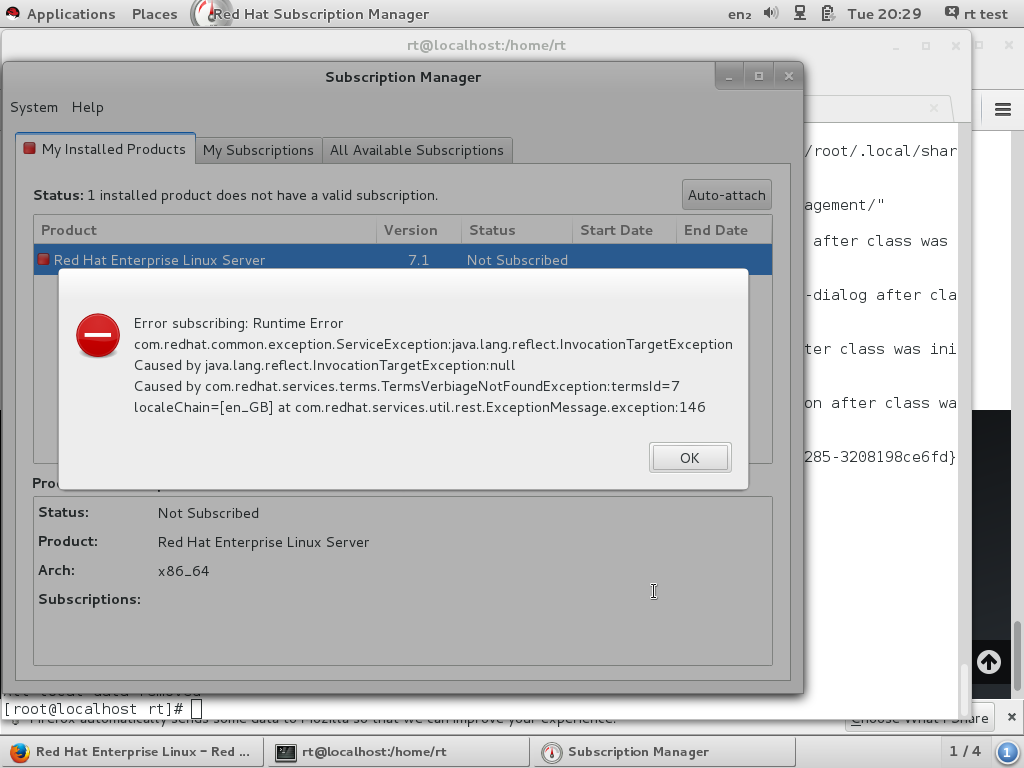 Applications Places Red Hat Subscription Manager en₂ Tue 20:29 rt test
rt@localhost:/home/rt
Subscription Manager
System Help
My Installed Products My Subscriptions All Available Subscriptions
/root/.local/shar
Status: 1 installed product does not have a valid subscription. Auto-attach
agement/"
Product Version Status Start Date End Date
after class was
Red Hat Enterprise Linux Server 7.1 Not Subscribed
-dialog after cla
Error subscribing: Runtime Error
com.redhat.common.exception.ServiceException:java.lang.reflect.InvocationTargetException
ter class was ini
Caused by java.lang.reflect.InvocationTargetException:null
Caused by com.redhat.services.terms.TermsVerbiageNotFoundException:termsId=7
localeChain=[en_GB] at com.redhat.services.util.rest.ExceptionMessage.exception:146
on after class wa
OK
285-3208198ce6fd}
Pro
Status: Not Subscribed
Product: Red Hat Enterprise Linux Server
Arch: x86_64
Subscriptions:
[root@localhost rt]#
Firefox automatically sends some data to Mozilla so that we can improve your experience. Choose What I Share
Red Hat Enterprise Linux – Red ... rt@localhost:/home/rt Subscription Manager 1 / 4 1